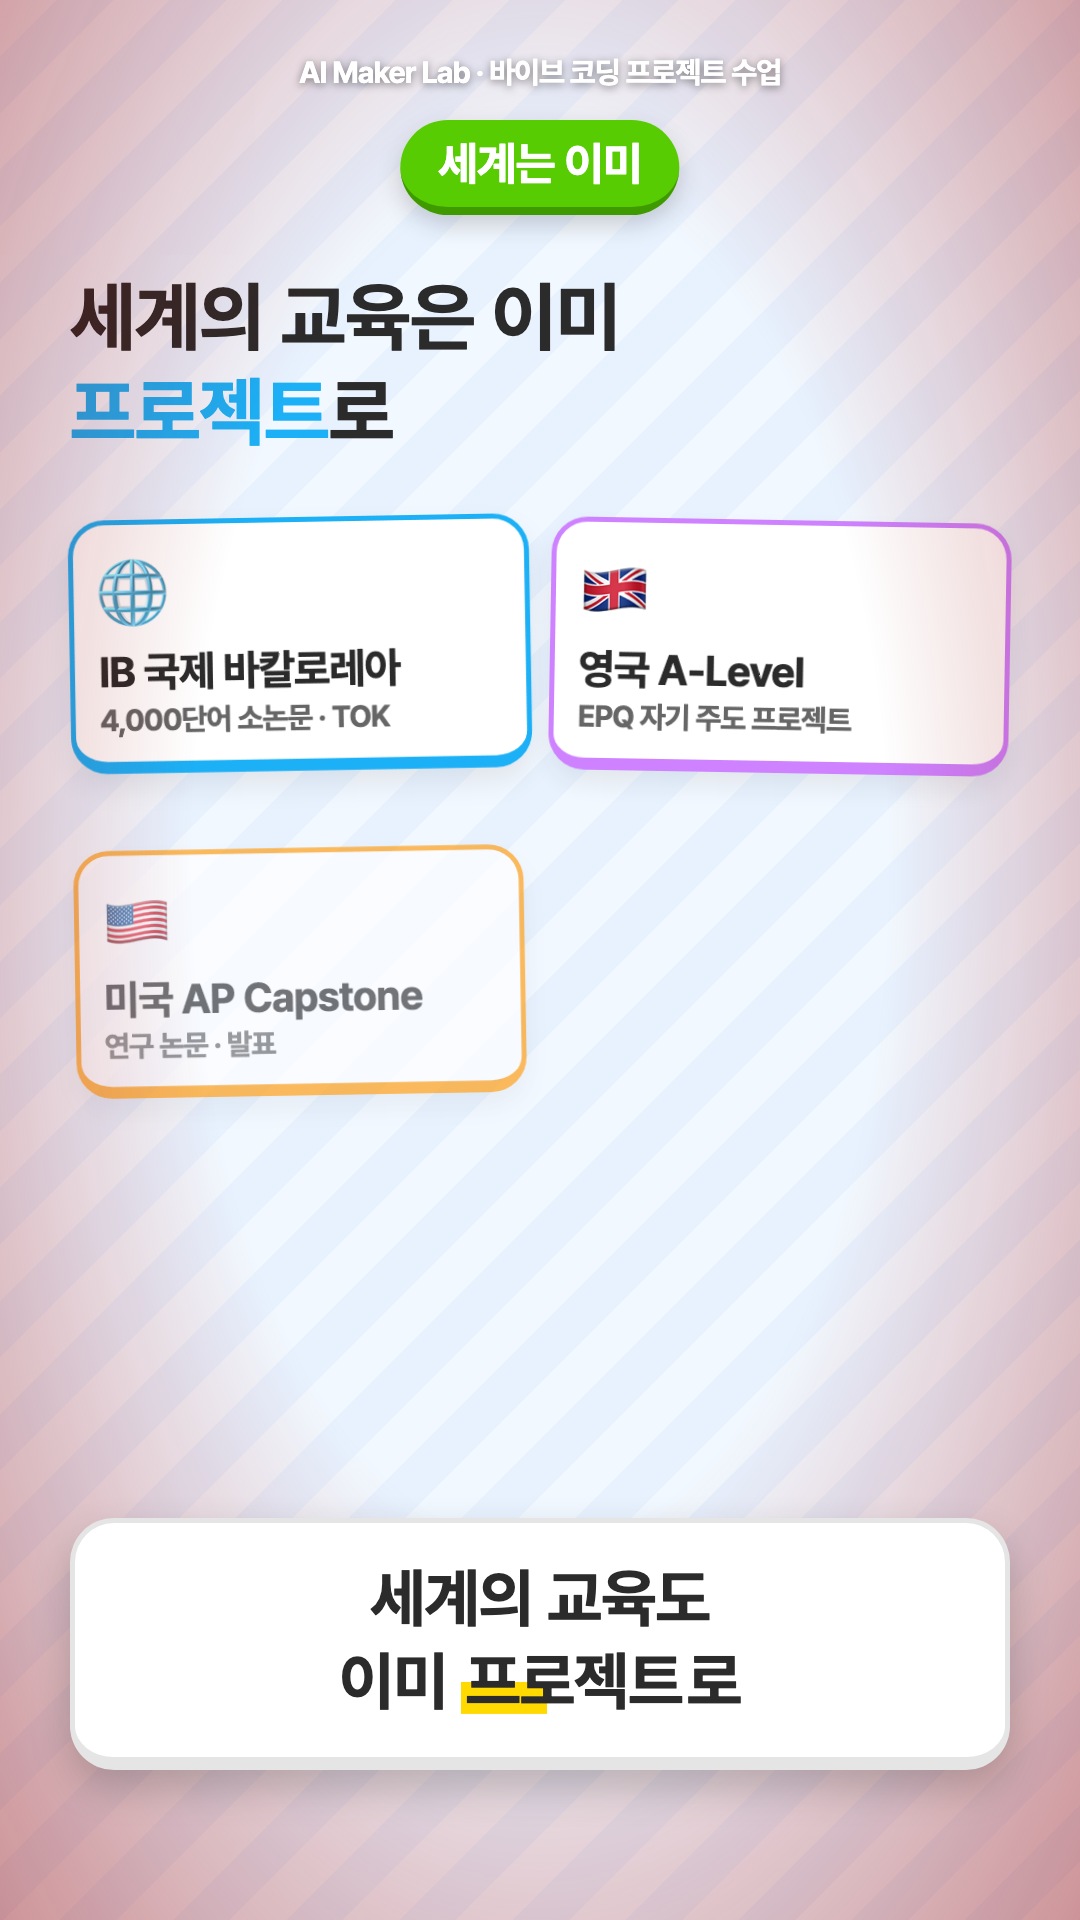 AI Maker Lab · 바이브 코딩 프로젝트 수업
세계는 이미
세계의 교육은 이미
프로젝트로
IB 국제 바칼로레아
4,000단어 소논문 · TOK
영국 A-Level
EPQ 자기 주도 프로젝트
미국 AP Capstone
연구 논문 · 발표
세계의 교육도
이미 프로젝트로